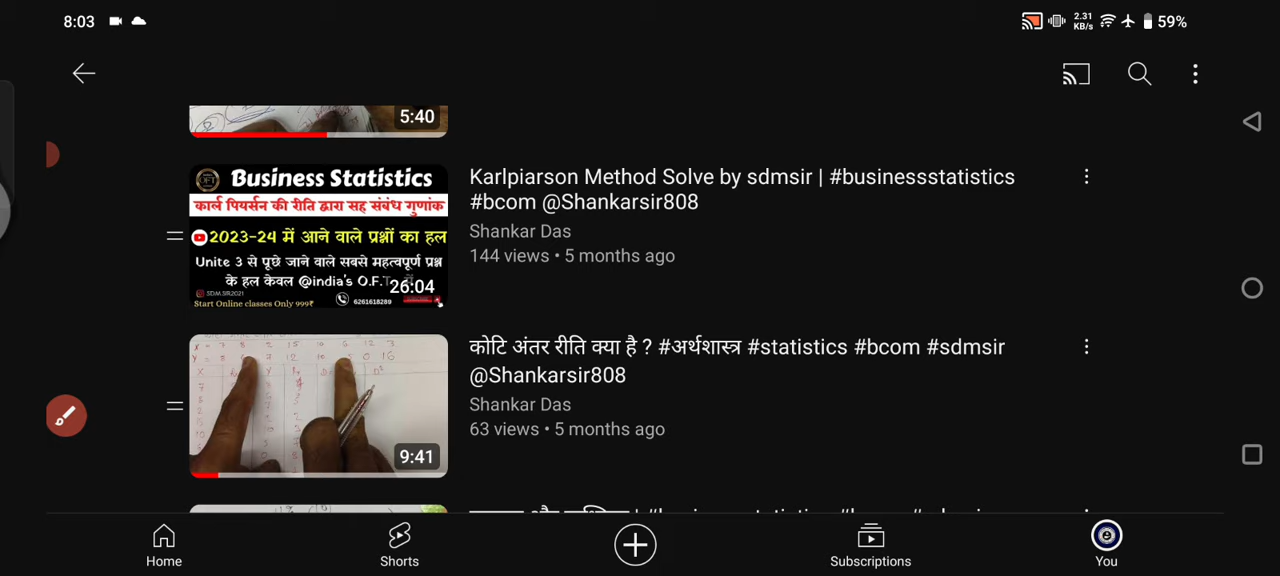 8:03
2.31
KB/s
59%
5:40
Business Statistics
कार्ल पियर्सन की रीति द्वारा सह संबंध गुणांक
2023-24 में आने वाले प्रश्नों का हल
Unite 3 से पूछे जाने वाले सबसे महत्वपूर्ण प्रश्न
के हल केवल @india's O.F.T
26:04
SDM.SIR2021
Start Online classes Only 999₹
6261618289
Karlpiarson Method Solve by sdmsir | #businessstatistics
#bcom @Shankarsir808
Shankar Das
144 views • 5 months ago
9:41
कोटि अंतर रीति क्या है ? #अर्थशास्त्र #statistics #bcom #sdmsir
@Shankarsir808
Shankar Das
63 views • 5 months ago
Home
Shorts
Subscriptions
You